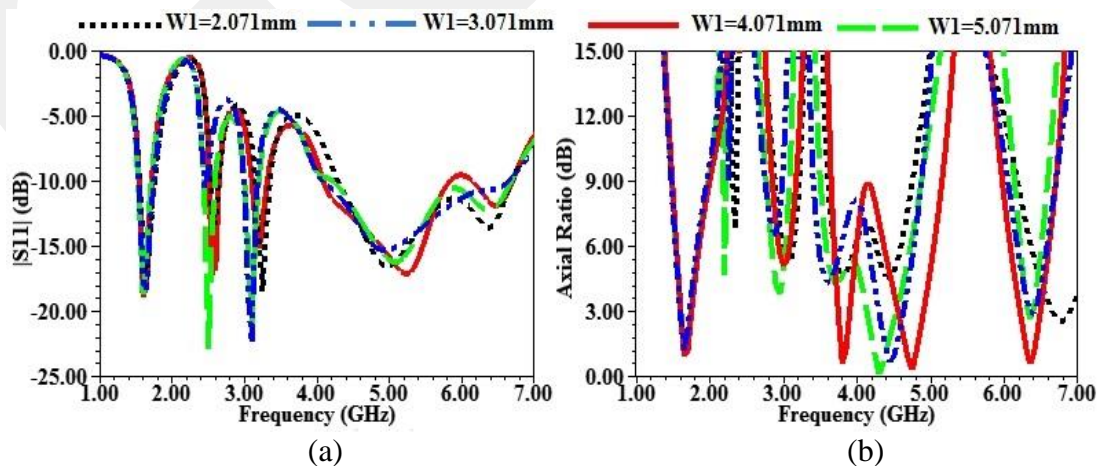 W1=2.071mm W1=3.071mm W1=4.071mm W1=5.071mm
0.00
-5.00
-10.00
-15.00
-20.00
-25.00
|S11| (dB)
1.00 2.00 3.00 4.00 5.00 6.00 7.00
Frequency (GHz)
(a)
15.00
12.00
9.00
6.00
3.00
0.00
Axial Ratio (dB)
1.00 2.00 3.00 4.00 5.00 6.00 7.00
Frequency (GHz)
(b)